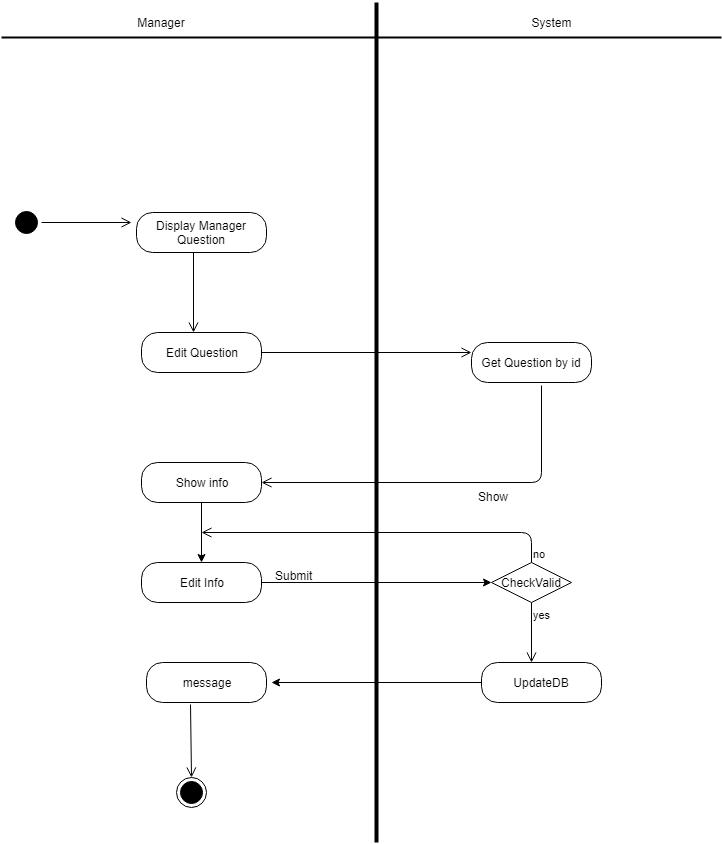 Manager
System
Display Manager
Question
Edit Question
Get Question by id
Show info
Show
no
Edit Info
Submit
CheckValid
yes
message
UpdateDB